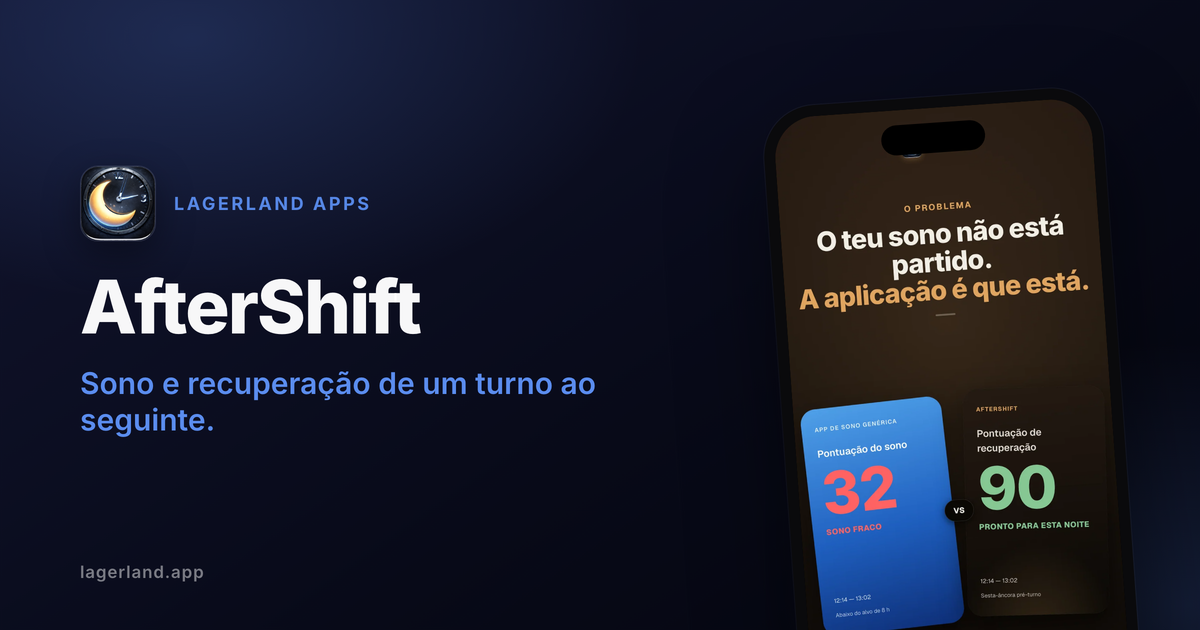 LAGERLAND APPS
AfterShift
Sono e recuperação de um turno ao
seguinte.
lagerland.app
O PROBLEMA
O teu sono não está
partido.
A aplicação é que está.
APP DE SONO GENÉRICA
Pontuação do sono
32
SONO FRACO
12:14 — 13:02
Abaixo do alvo de 8 h
VS
AFTERSHIFT
Pontuação de
recuperação
90
PRONTO PARA ESTA NOITE
12:14 — 13:02
Sesta-âncora pré-turno